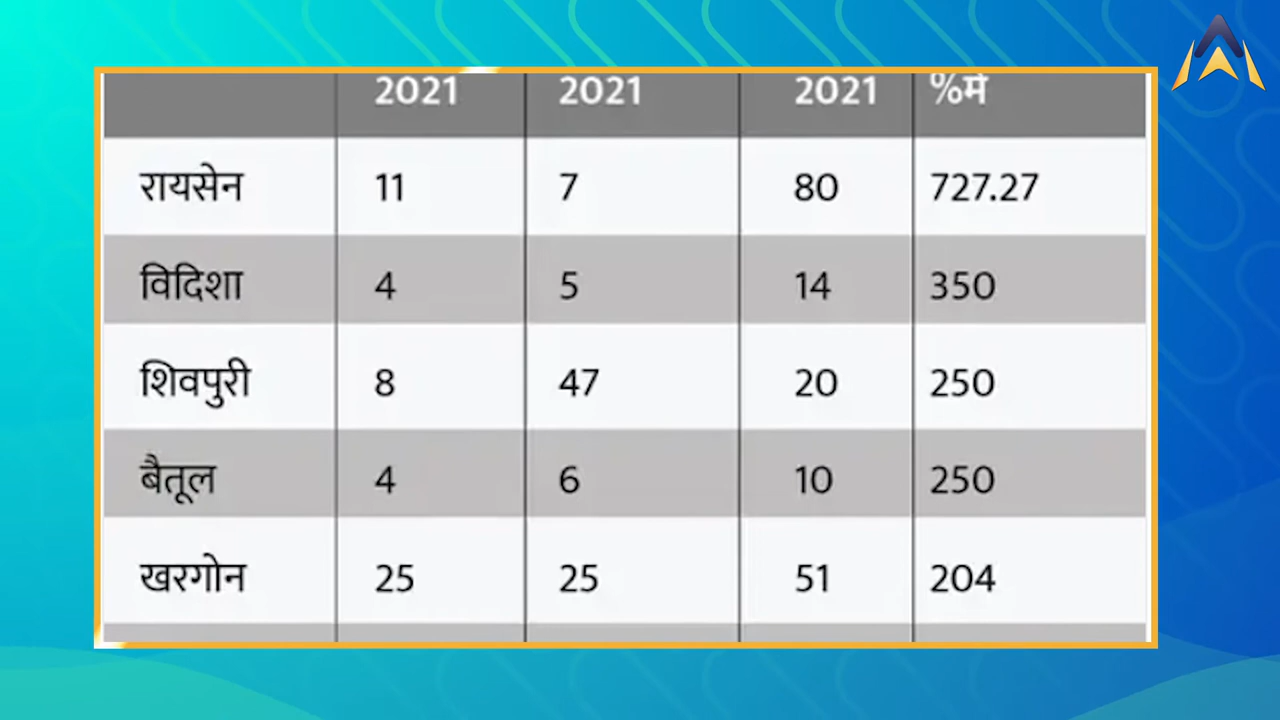 2021 2021 2021 %में
रायसेन 11 7 80 727.27
विदिशा 4 5 14 350
शिवपुरी 8 47 20 250
बैतूल 4 6 10 250
खरगोन 25 25 51 204